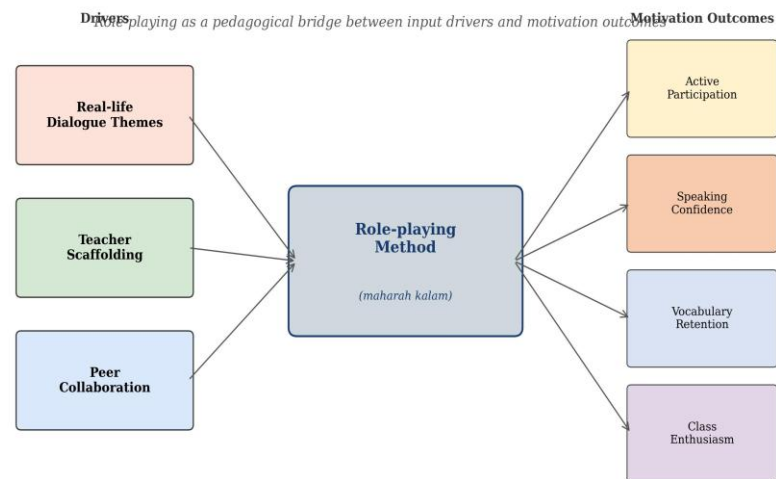 Role-playing as a pedagogical bridge between input drivers and motivation outcomes
Drivers
Motivation Outcomes
Real-life
Dialogue Themes
Teacher
Scaffolding
Peer
Collaboration
Role-playing
Method
(maharah kalam)
Active
Participation
Speaking
Confidence
Vocabulary
Retention
Class
Enthusiasm